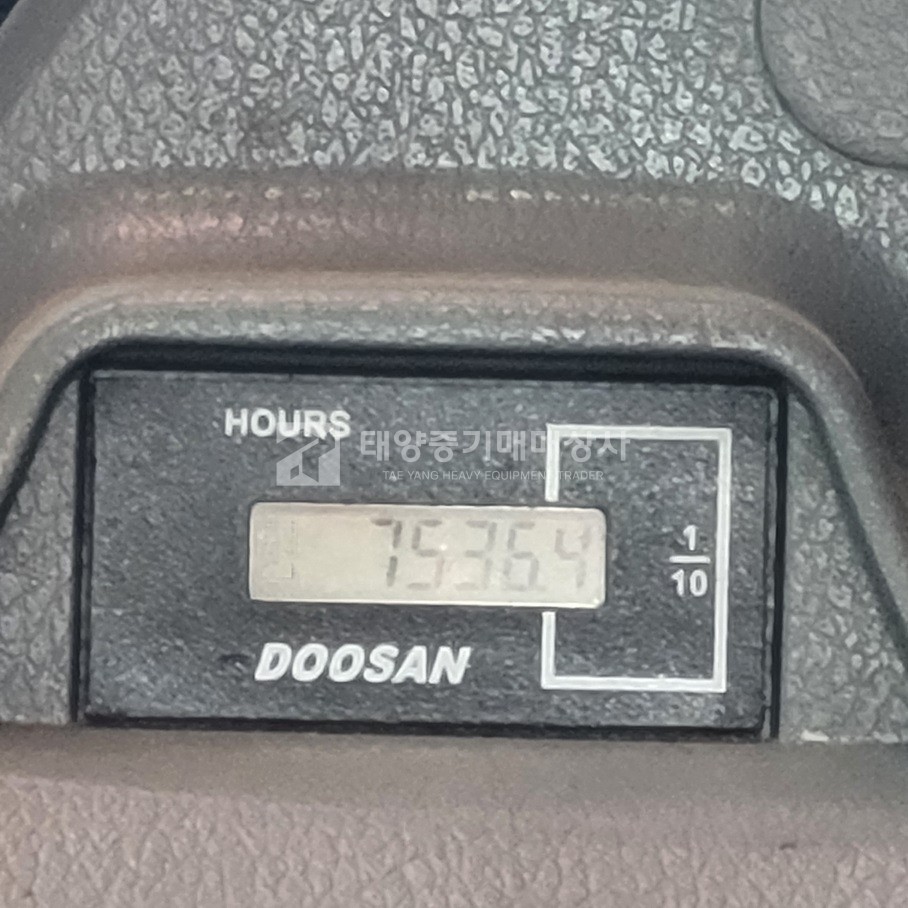 HOURS
태양중기매매상사
TAE YANG HEAVY EQUIPMENT TRADER
7536.4
1
10
DOOSAN